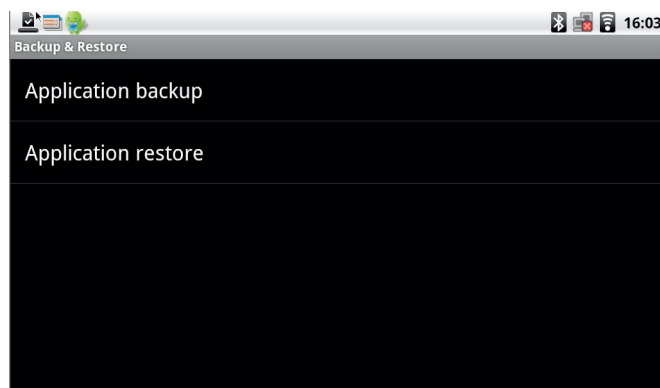 16:03
Backup & Restore
Application backup
Application restore